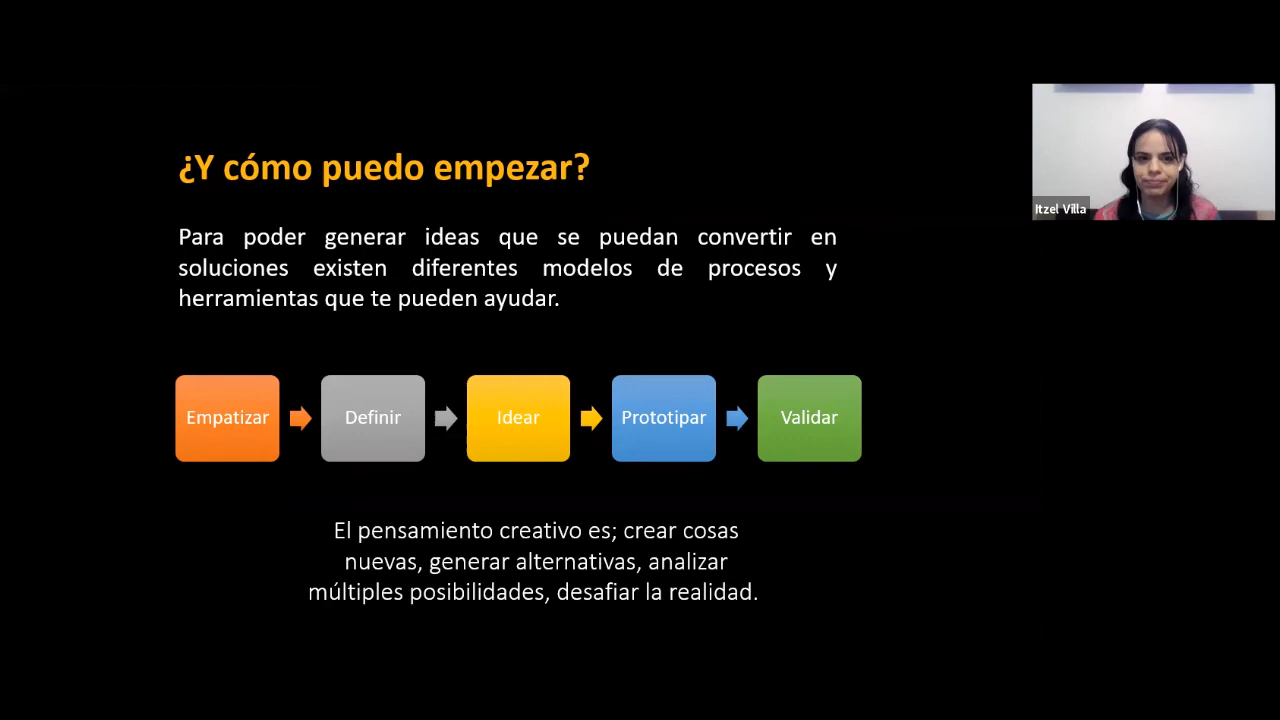 ¿Y cómo puedo empezar?
Para poder generar ideas que se puedan convertir en
soluciones existen diferentes modelos de procesos y
herramientas que te pueden ayudar.
Empatizar
Definir
Idear
Prototipar
Validar
El pensamiento creativo es; crear cosas
nuevas, generar alternativas, analizar
múltiples posibilidades, desafiar la realidad.
Itzel Villa